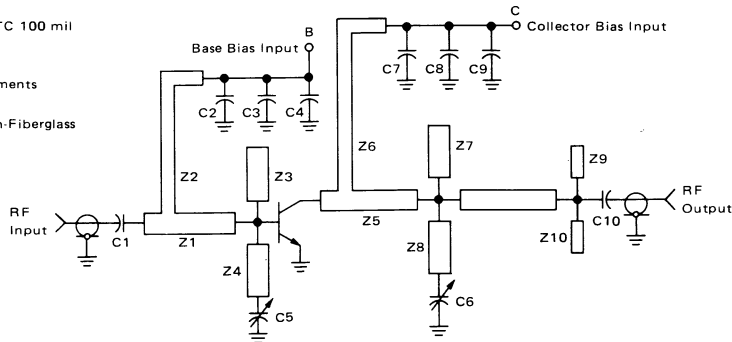 TC 100 mil
ments
n-Fiberglass
B
Base Bias Input
C
Collector Bias Input
C2
C3
C4
C7
C8
C9
Z2
Z3
Z6
Z7
Z9
RF
Input
C1
Z1
Z4
C5
Z5
Z8
C6
Z10
C10
RF
Output